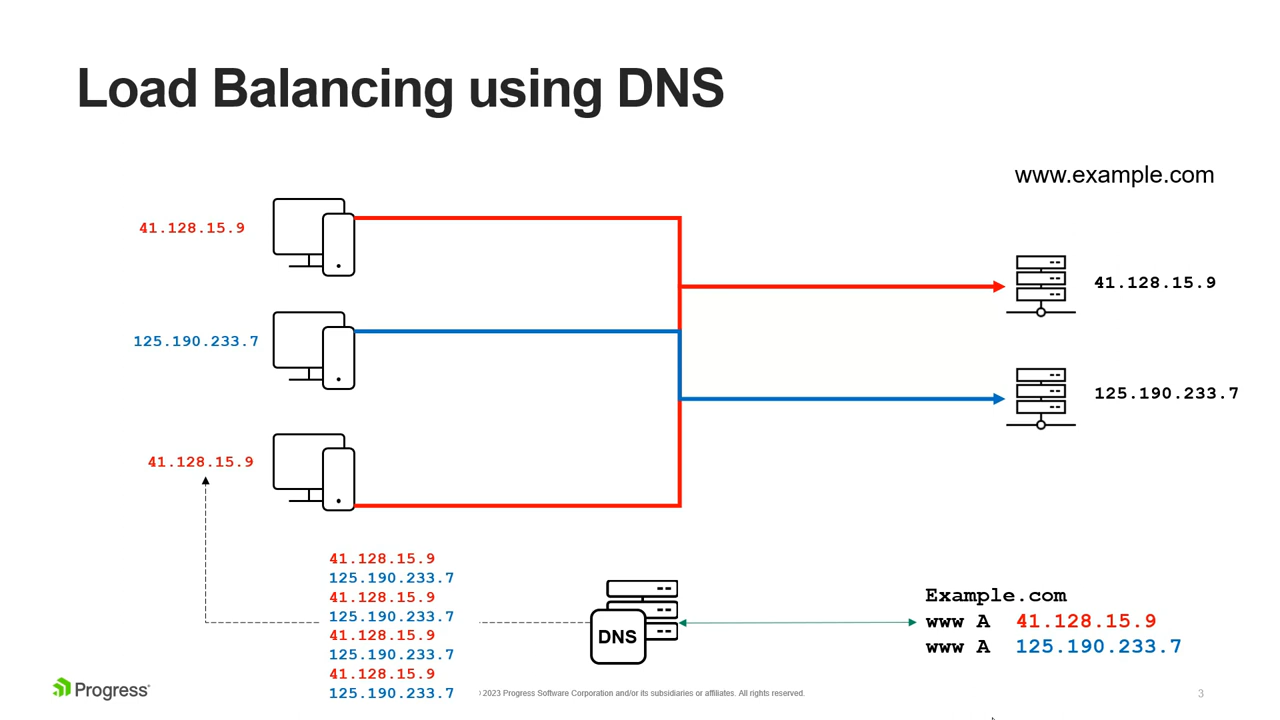 Load Balancing using DNS
www.example.com
41.128.15.9
41.128.15.9
125.190.233.7
125.190.233.7
41.128.15.9
41.128.15.9
125.190.233.7
41.128.15.9
125.190.233.7
41.128.15.9
125.190.233.7
41.128.15.9
125.190.233.7
DNS
Example.com
www A 41.128.15.9
www A 125.190.233.7
Progress
© 2023 Progress Software Corporation and/or its subsidiaries or affiliates. All rights reserved.
3